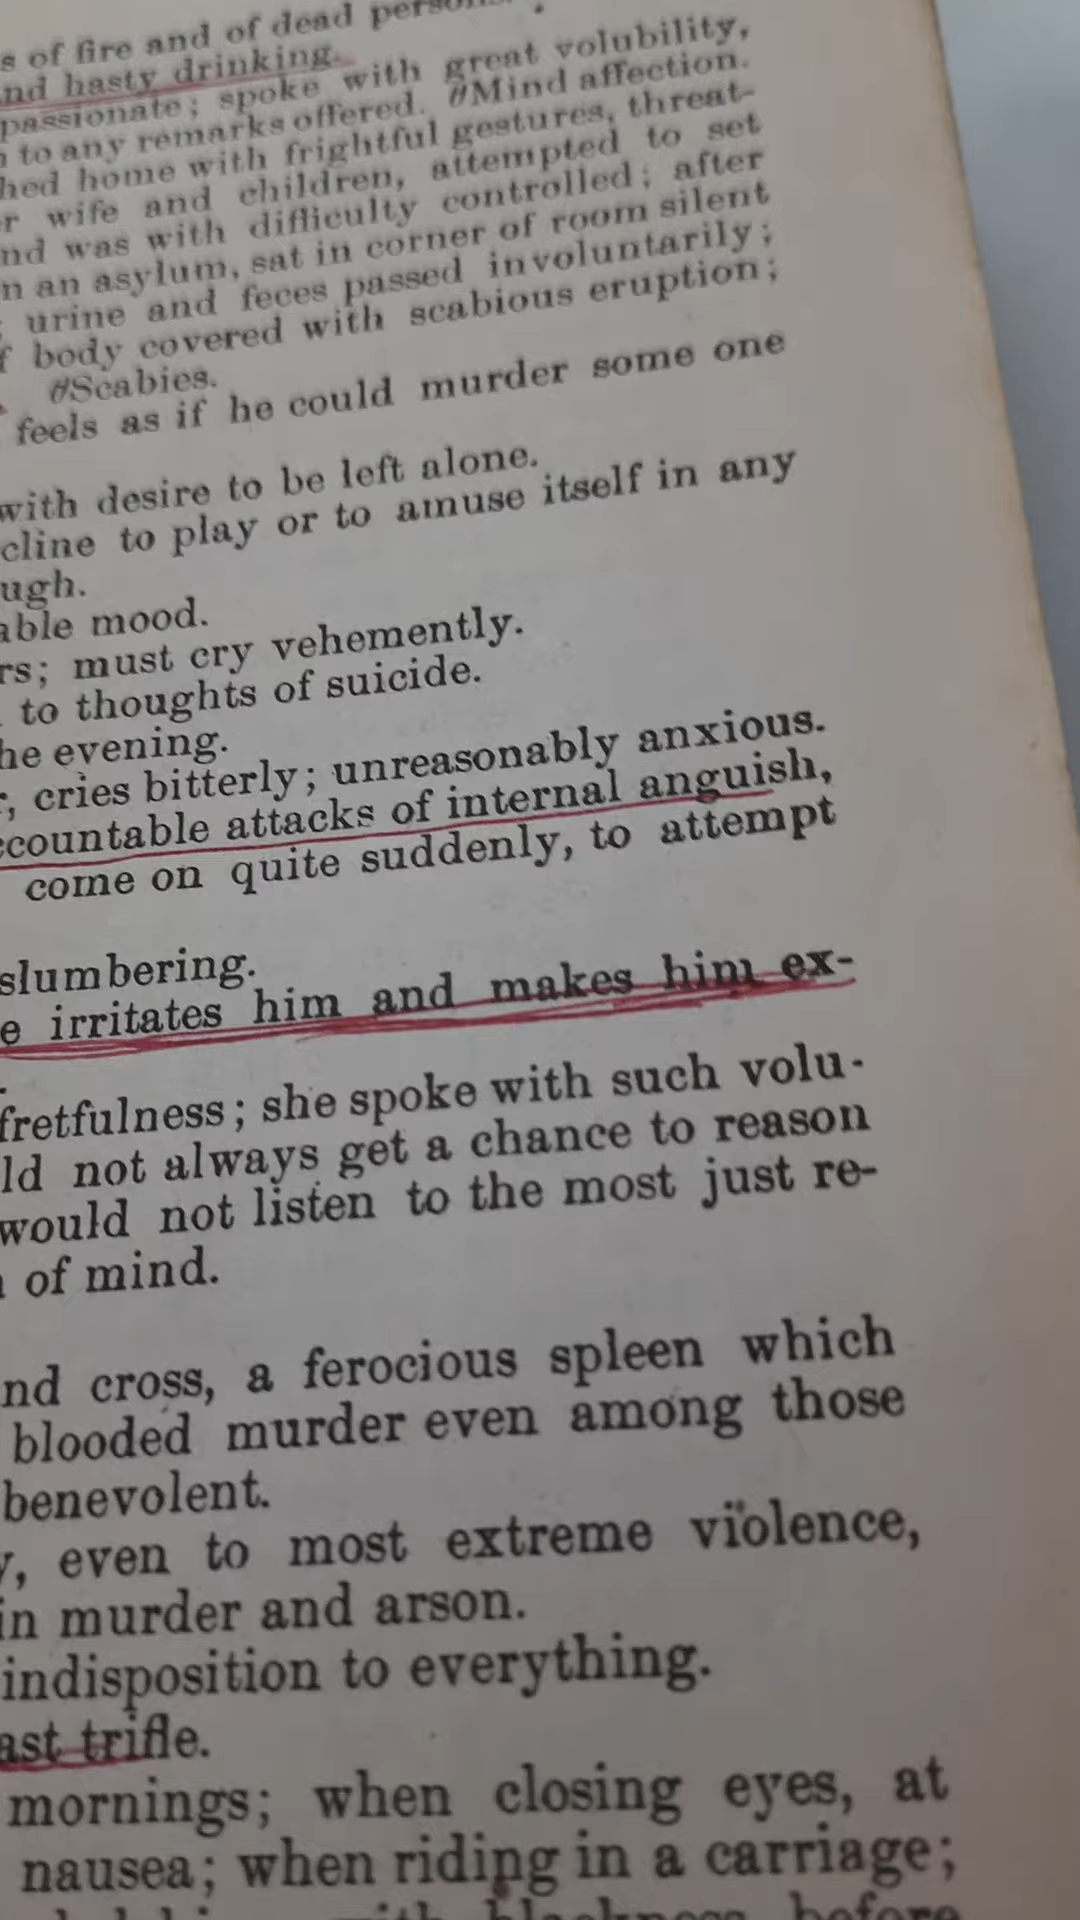 s of fire and of dead persons.
nd hasty drinking.
passionate; spoke with great volubility,
to any remarks offered. θMind affection.
hed home with frightful gestures, threat-
r wife and children, attempted to set
nd was with difficulty controlled; after
n an asylum, sat in corner of room silent
; urine and feces passed involuntarily;
f body covered with scabious eruption;
θScabies.
feels as if he could murder some one
with desire to be left alone.
cline to play or to amuse itself in any
ugh.
able mood.
rs; must cry vehemently.
to thoughts of suicide.
he evening.
r, cries bitterly; unreasonably anxious.
ccountable attacks of internal anguish,
come on quite suddenly, to attempt
slumbering.
e irritates him and makes him ex-
fretfulness; she spoke with such volu-
ld not always get a chance to reason
would not listen to the most just re-
of mind.
nd cross, a ferocious spleen which
blooded murder even among those
benevolent.
y, even to most extreme violence,
in murder and arson.
indisposition to everything.
ast trifle.
mornings; when closing eyes, at
nausea; when riding in a carriage;
with blackness before